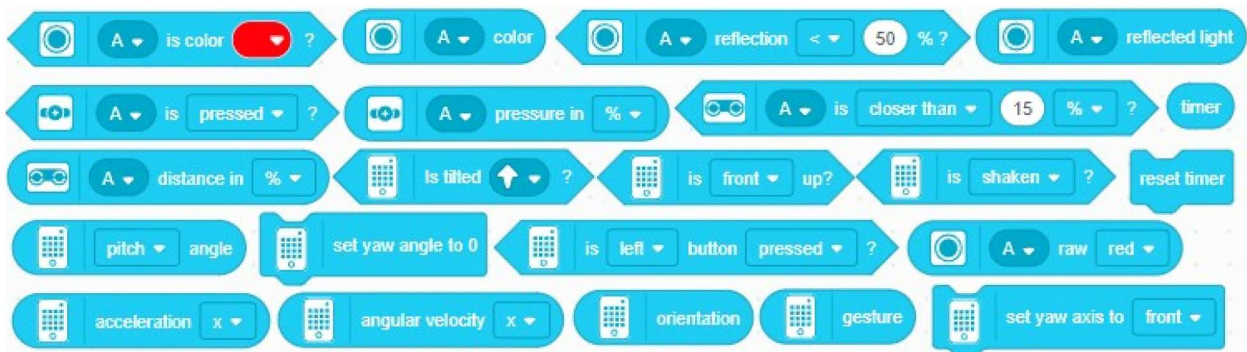 A is color ? A color A reflection < 50 % ? A reflected light
A is pressed ? A pressure in % A is closer than 15 % ? timer
A distance in % Is tilted ? is front up? is shaken ? reset timer
pitch angle set yaw angle to 0 is left button pressed ? A raw red
acceleration x angular velocity x orientation gesture set yaw axis to front